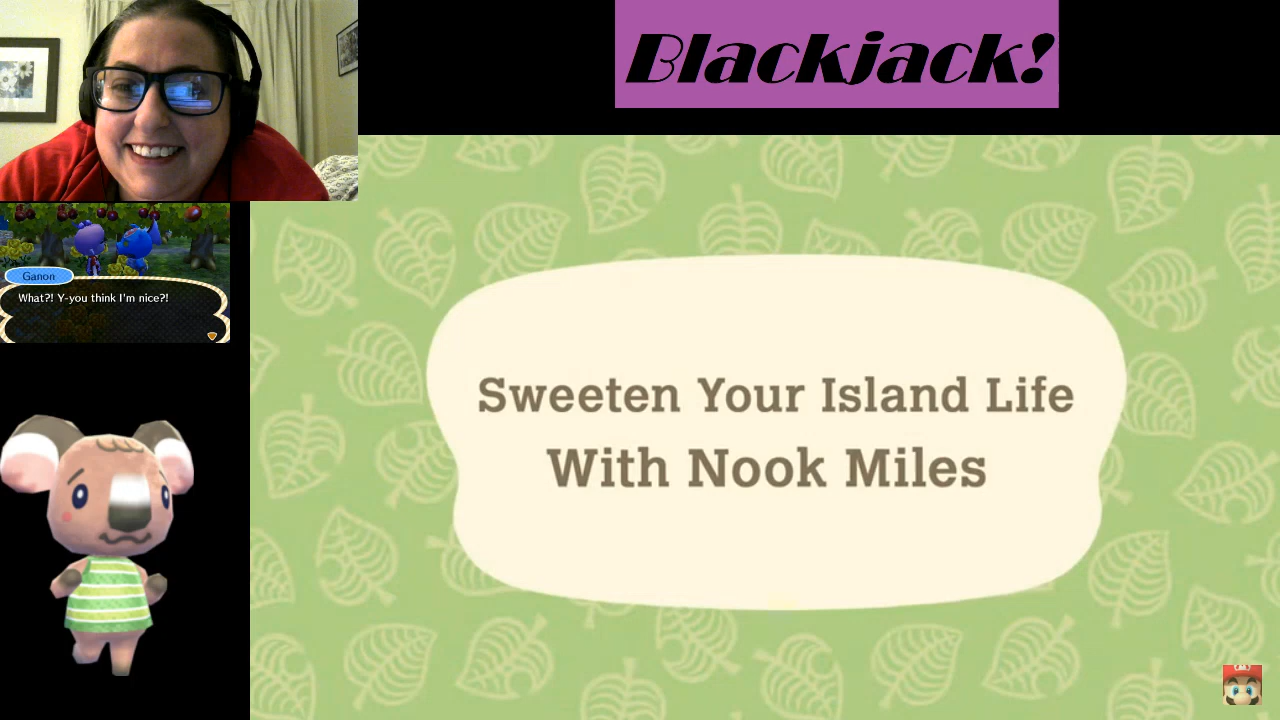 Blackjack!
Ganon
What?! Y-you think I'm nice?!
Sweeten Your Island Life
With Nook Miles